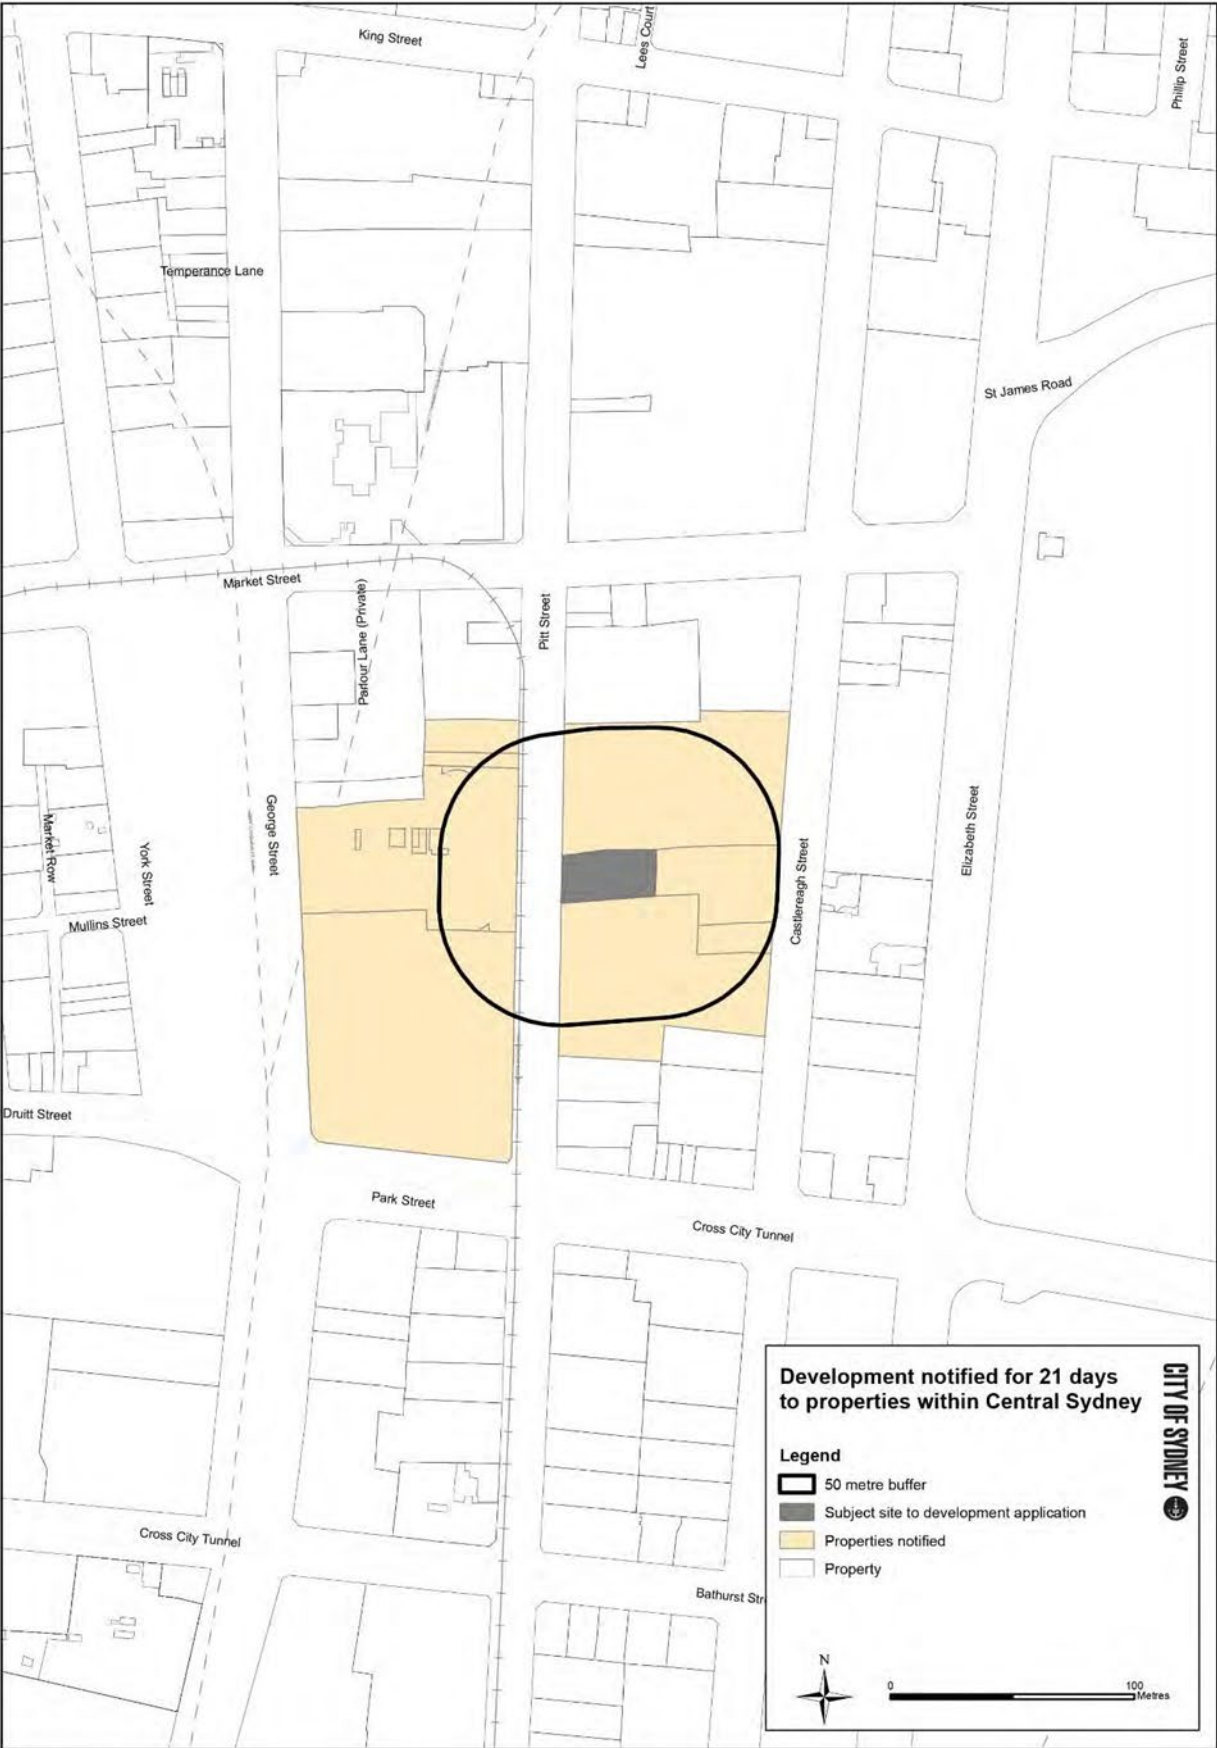 King Street
Lees Court
Phillip Street
Temperance Lane
St James Road
Market Street
Parlour Lane (Private)
Pitt Street
George Street
Market Row
York Street
Castlereagh Street
Elizabeth Street
Mullins Street
Druitt Street
Park Street
Cross City Tunnel
Cross City Tunnel
Bathurst Str
Development notified for 21 days
to properties within Central Sydney
CITY OF SYDNEY
Legend
50 metre buffer
Subject site to development application
Properties notified
Property
N
0
100
Metres